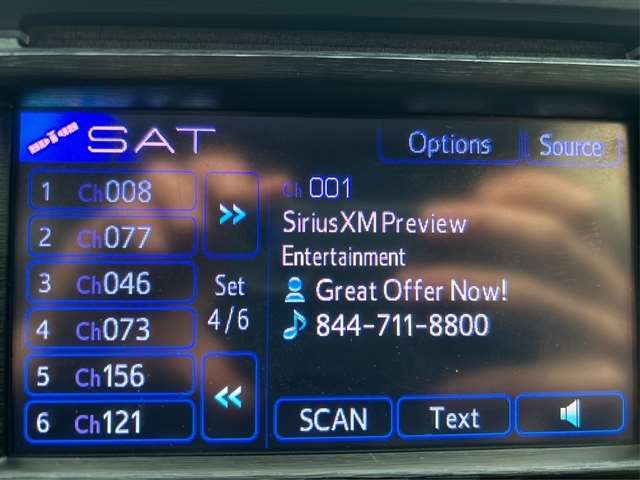 SAT
Options
Source
1 Ch008
2 Ch077
3 Ch046
4 Ch073
5 Ch156
6 Ch121
>>
Set
4/6
<<
Ch 001
SiriusXM Preview
Entertainment
Great Offer Now!
844-711-8800
SCAN
Text